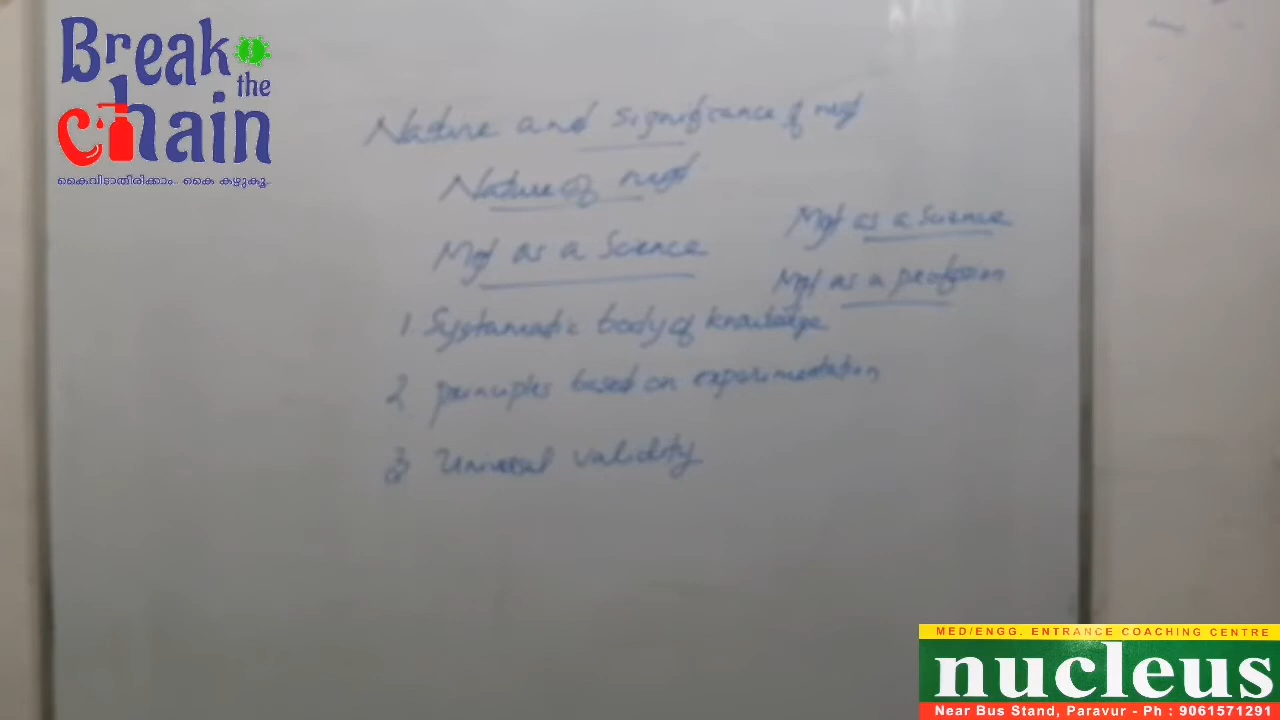 Break
the
chain
കൈവിടാതിരിക്കാം.. കൈ കഴുകൂ..
Nature and significance of mgt
Nature of mgt
Mgt as a Science
Mgt as a Science
Mgt as a profession
1. Systamatic body of knowledge
2 principles based on experimentation
3 Universal validity
MED/ENGG. ENTRANCE COACHING CENTRE
nucleus
Near Bus Stand, Paravur - Ph : 9061571291